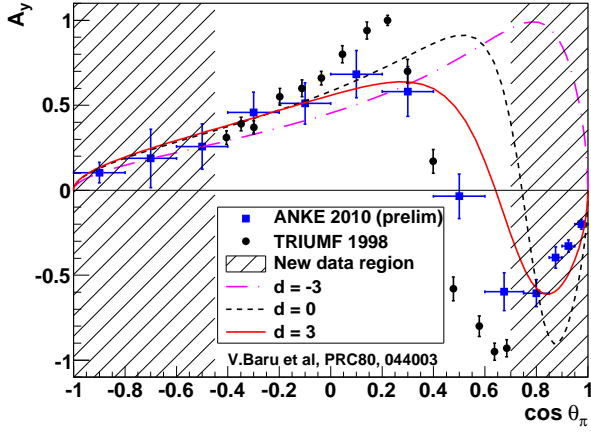 A_y
1
0.5
0
-0.5
-1
ANKE 2010 (prelim)
TRIUMF 1998
New data region
d = -3
d = 0
d = 3
V.Baru et al, PRC80, 044003
-1 -0.8 -0.6 -0.4 -0.2 0 0.2 0.4 0.6 0.8 1
cos θ_π